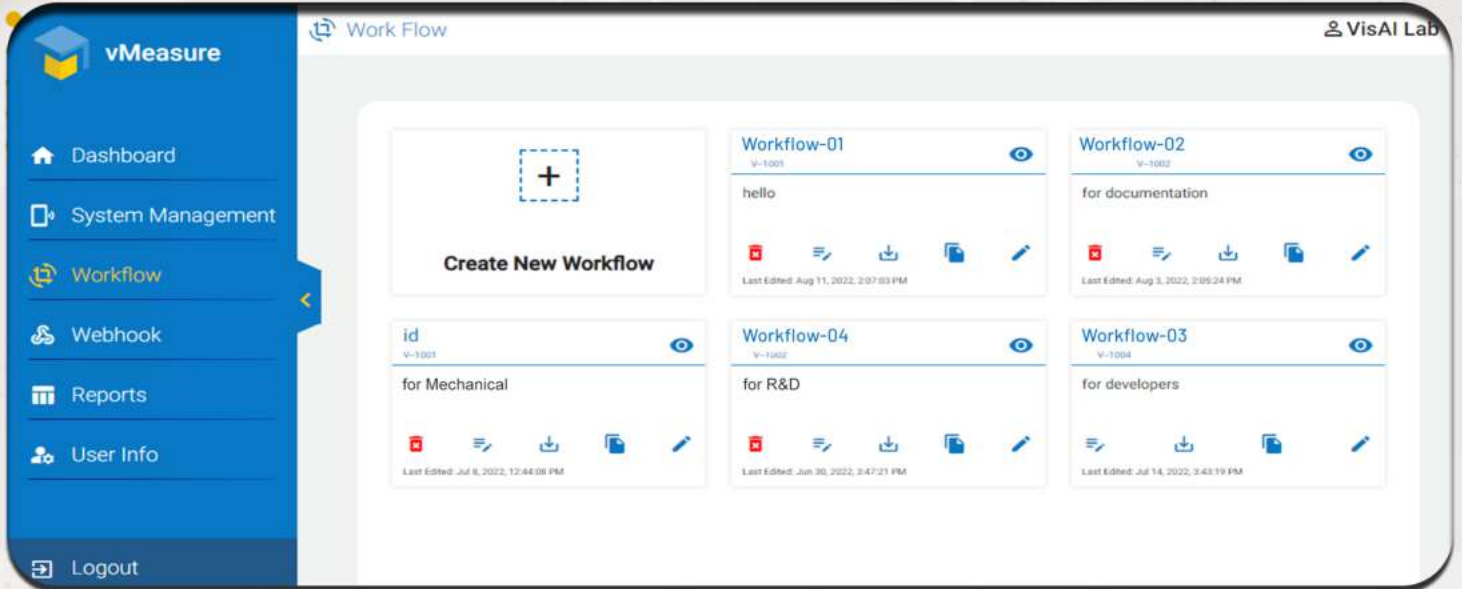 vMeasure
Work Flow
VisAI Lab
Dashboard
System Management
Workflow
Webhook
Reports
User Info
Logout
Create New Workflow
Workflow-01
V-1001
hello
Last Edited: Aug 11, 2022, 2:07:03 PM
Workflow-02
V-1002
for documentation
Last Edited: Aug 3, 2022, 2:05:24 PM
id
V-1001
for Mechanical
Last Edited: Jul 8, 2022, 12:44:08 PM
Workflow-04
V-1002
for R&D
Last Edited: Jun 30, 2022, 3:47:21 PM
Workflow-03
V-1004
for developers
Last Edited: Jul 14, 2022, 3:43:19 PM